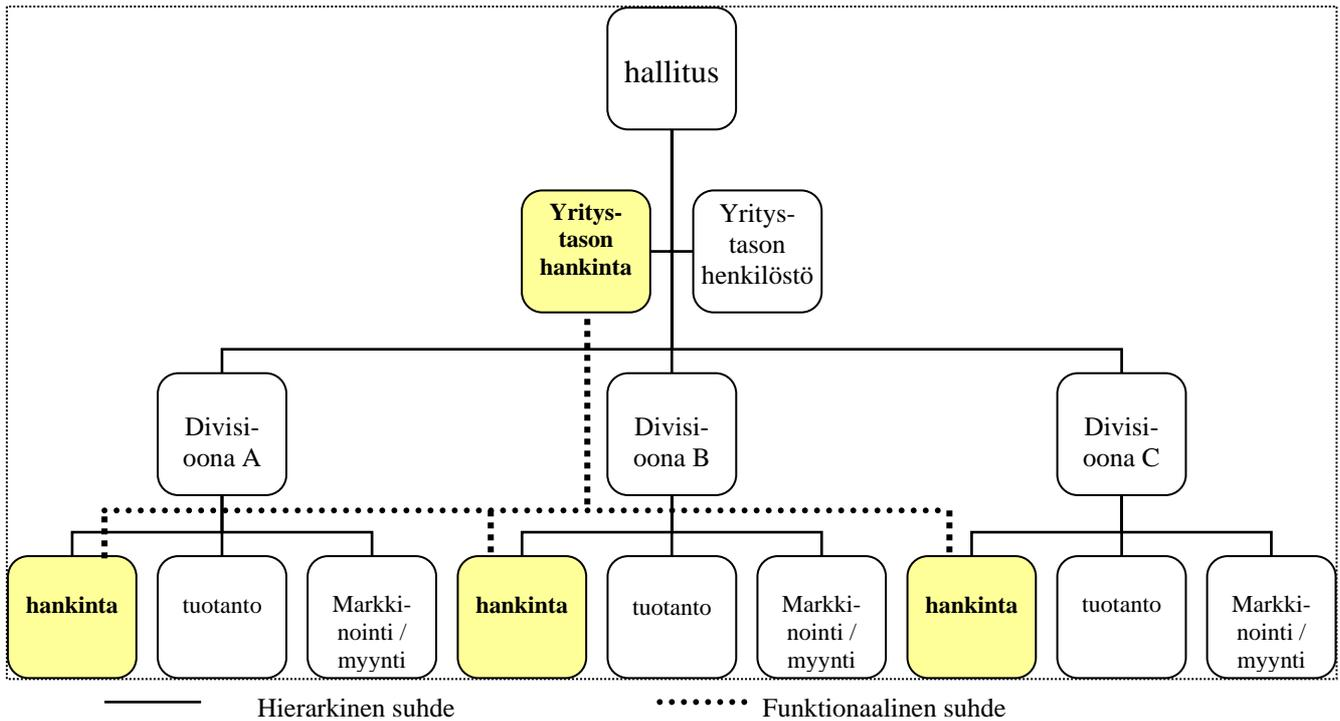 hallitus
Yritys-
tason
hankinta
Yritys-
tason
henkilöstö
Divisi-
oona A
Divisi-
oona B
Divisi-
oona C
hankinta
tuotanto
Markki-
nointi /
myynti
hankinta
tuotanto
Markki-
nointi /
myynti
hankinta
tuotanto
Markki-
nointi /
myynti
Hierarkinen suhde
Funktionaalinen suhde